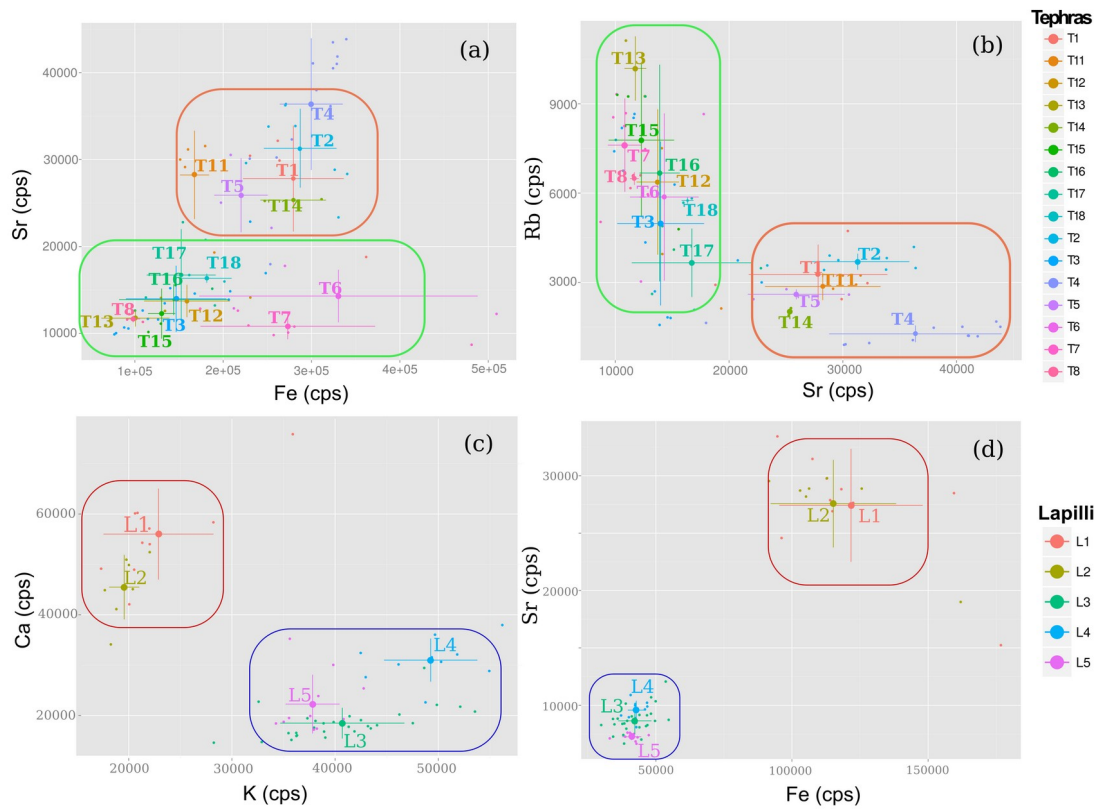 (a)
Sr (cps)
40000
30000
20000
10000
T4
T2
T11
T1
T5
T14
T17
T18
T16
T6
T8
T12
T13
T3
T7
T15
1e+05
2e+05
3e+05
4e+05
5e+05
Fe (cps)
(b)
Rb (cps)
9000
6000
3000
T13
T15
T7
T16
T8
T12
T6
T18
T3
T17
T2
T1
T11
T5
T14
T4
10000
20000
30000
40000
Sr (cps)
Tephras
T1
T11
T12
T13
T14
T15
T16
T17
T18
T2
T3
T4
T5
T6
T7
T8
(c)
Ca (cps)
60000
40000
20000
L1
L2
L4
L5
L3
20000
30000
40000
50000
K (cps)
(d)
Sr (cps)
30000
20000
10000
L2
L1
L4
L3
L5
50000
100000
150000
Fe (cps)
Lapilli
L1
L2
L3
L4
L5